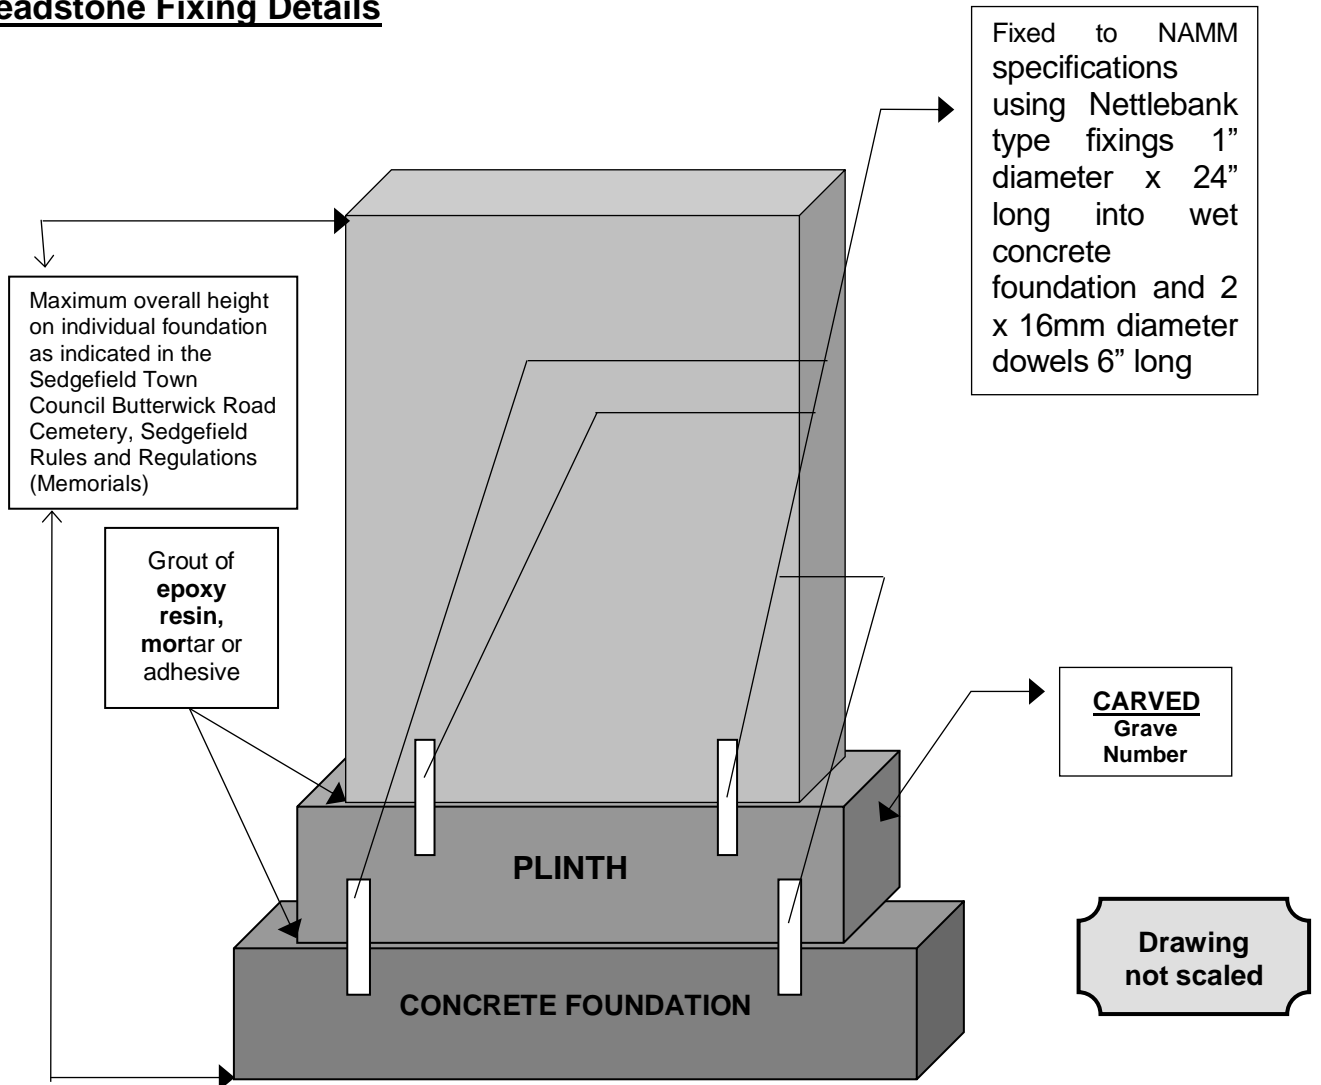 eadstone Fixing Details
Fixed to NAMM
specifications
using Nettlebank
type fixings 1”
diameter x 24”
long into wet
concrete
foundation and 2
x 16mm diameter
dowels 6” long
Maximum overall height
on individual foundation
as indicated in the
Sedgefield Town
Council Butterwick Road
Cemetery, Sedgefield
Rules and Regulations
(Memorials)
Grout of
epoxy
resin,
mortar or
adhesive
CARVED
Grave
Number
PLINTH
CONCRETE FOUNDATION
Drawing
not scaled